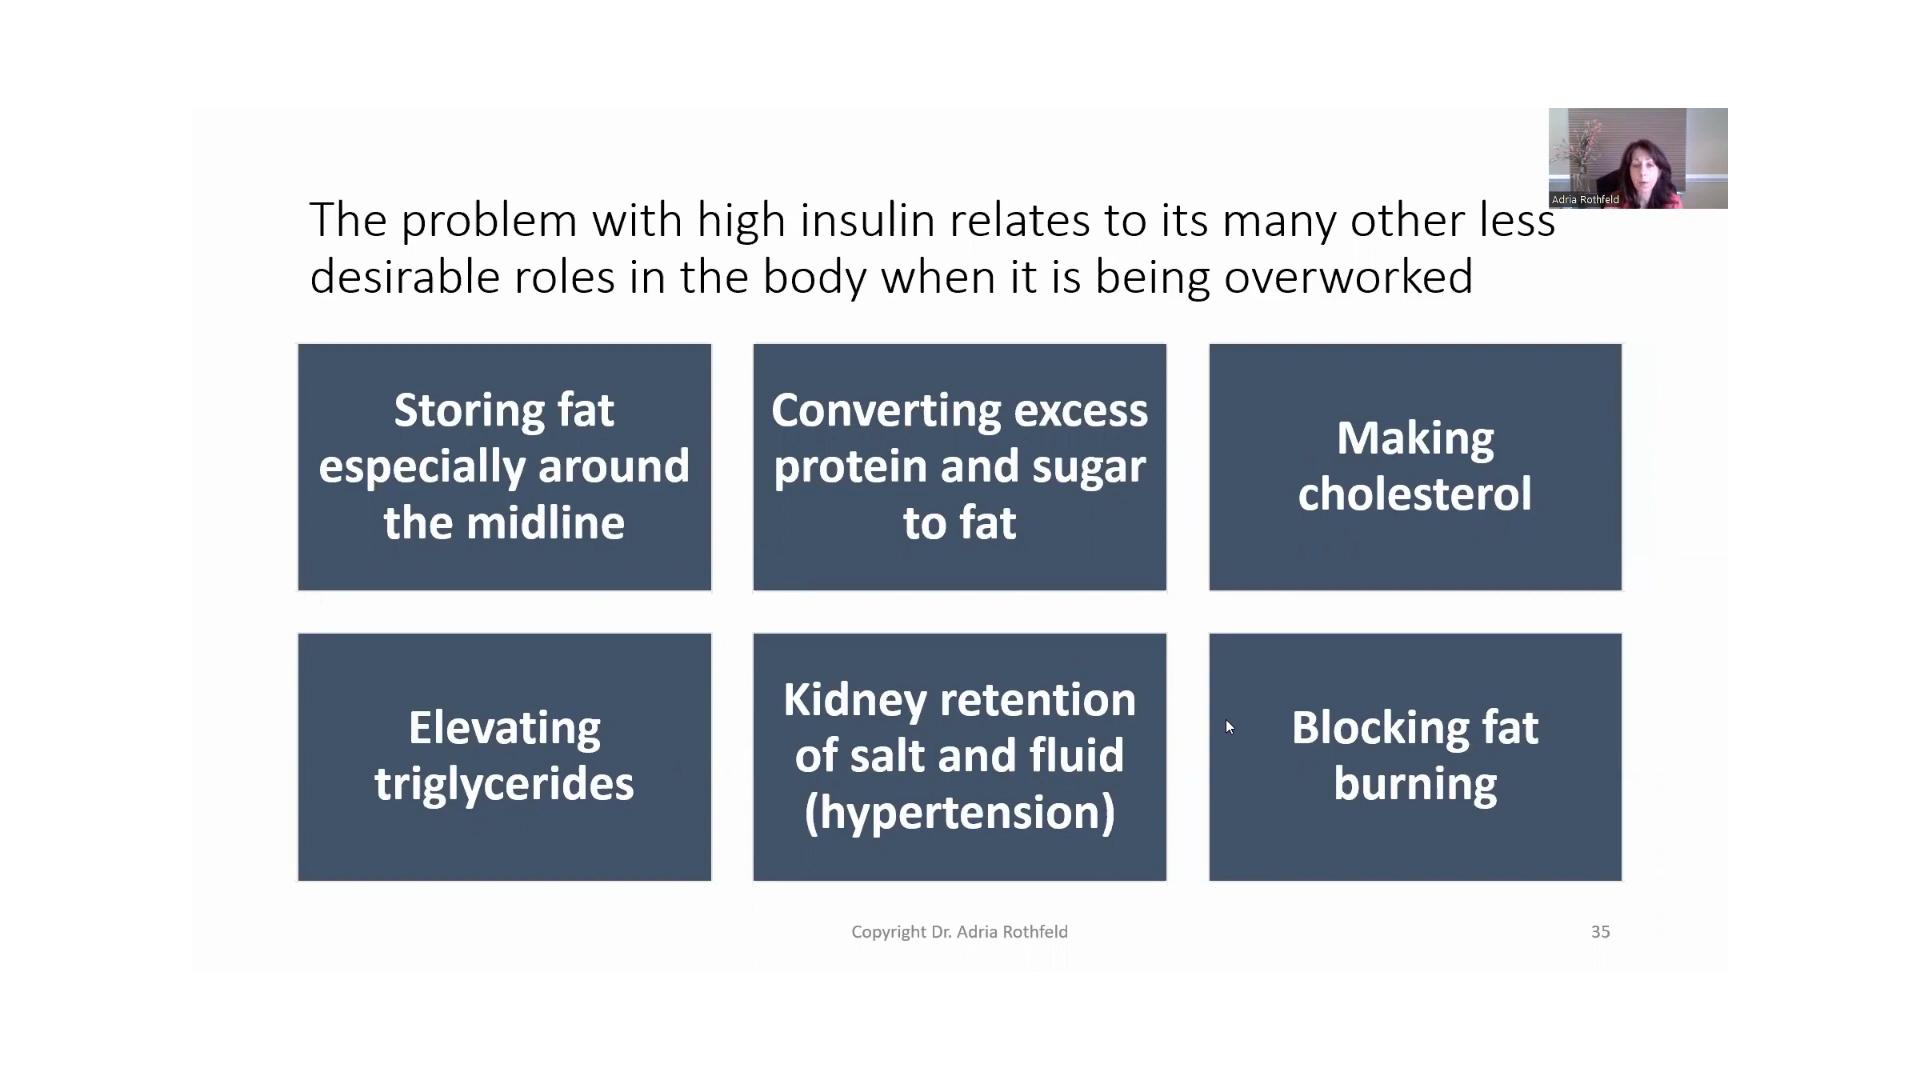 Adria Rothfeld
The problem with high insulin relates to its many other less
desirable roles in the body when it is being overworked
Storing fat
especially around
the midline
Converting excess
protein and sugar
to fat
Making
cholesterol
Elevating
triglycerides
Kidney retention
of salt and fluid
(hypertension)
Blocking fat
burning
Copyright Dr. Adria Rothfeld
35